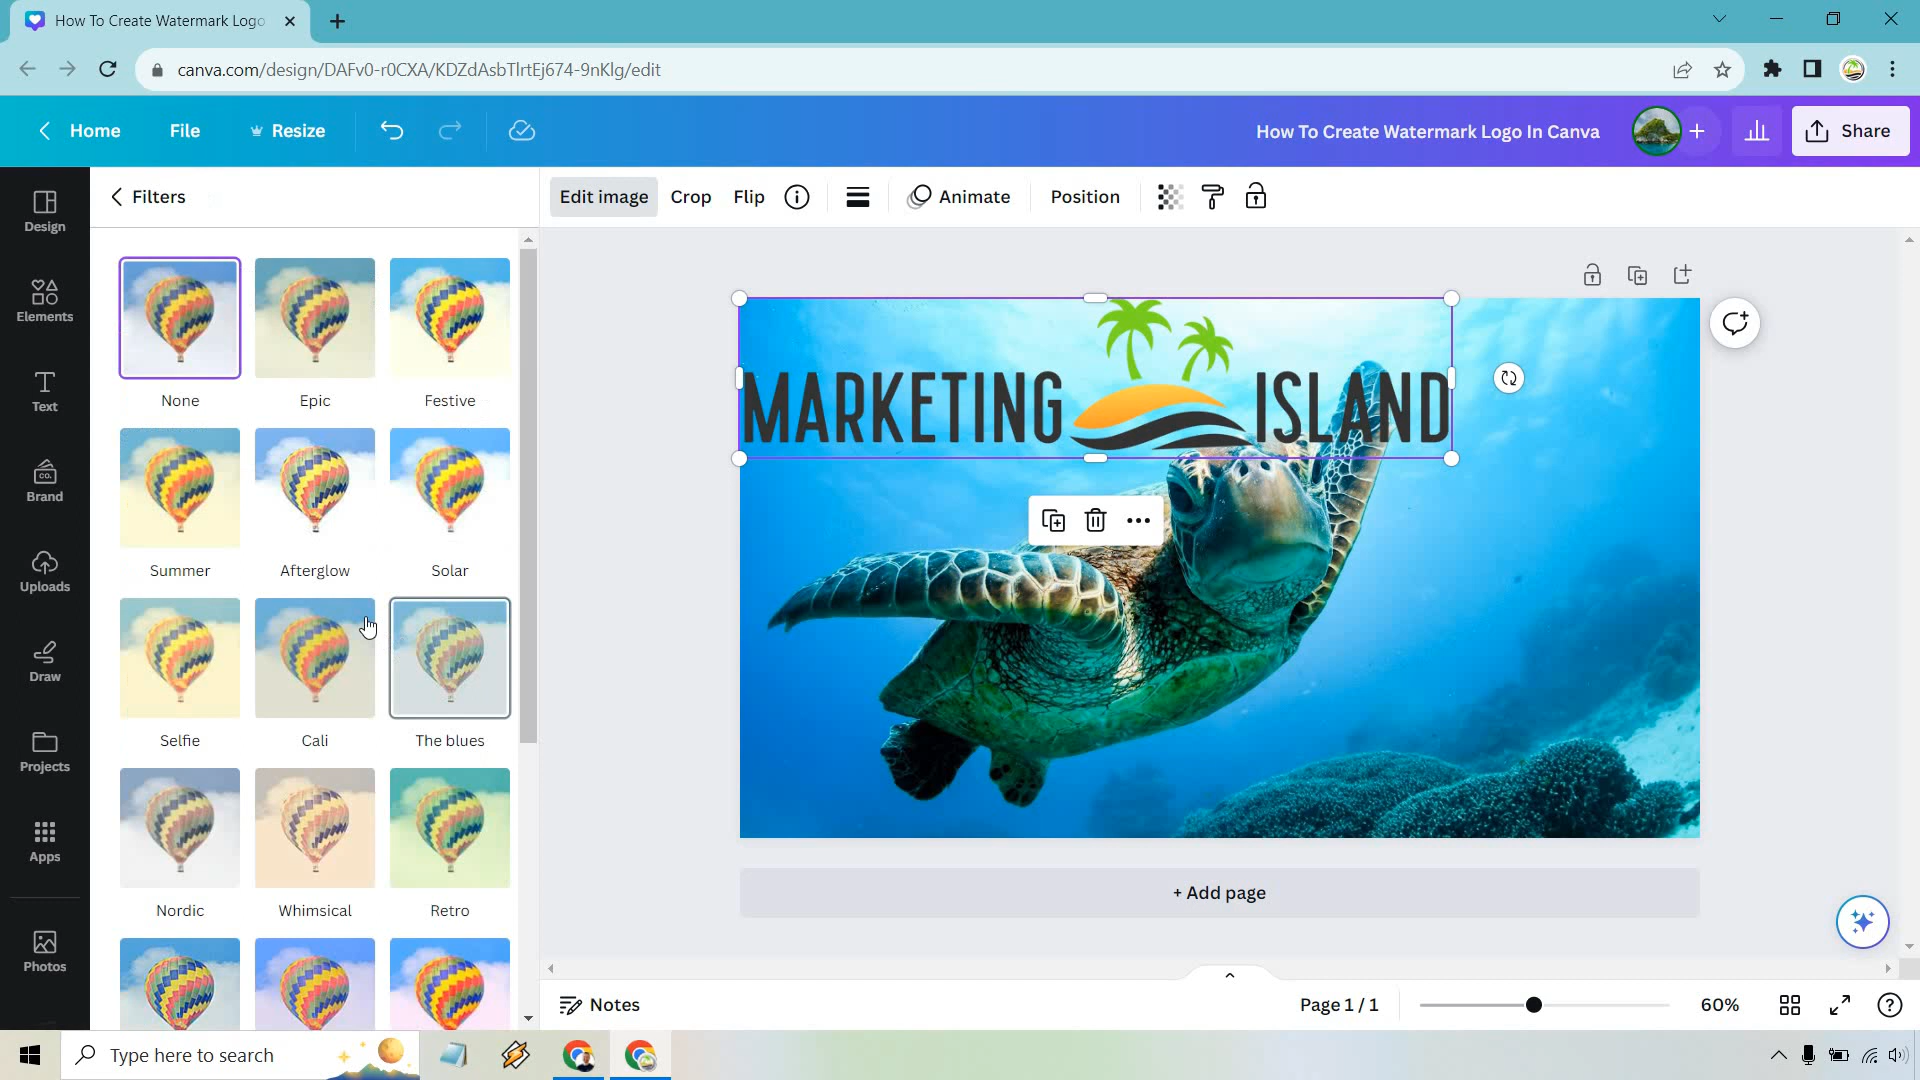 How To Create Watermark Logo
canva.com/design/DAFv0-r0CXA/KDZdAsbTlrtEj674-9nKlg/edit
Home
File
Resize
How To Create Watermark Logo In Canva
Share
Design
Elements
Text
CO.
Brand
Uploads
Draw
Projects
Apps
Photos
Filters
None
Epic
Festive
Summer
Afterglow
Solar
Selfie
Cali
The blues
Nordic
Whimsical
Retro
Edit image
Crop
Flip
Animate
Position
MARKETING ISLAND
+ Add page
Notes
Page 1 / 1
60%
Type here to search